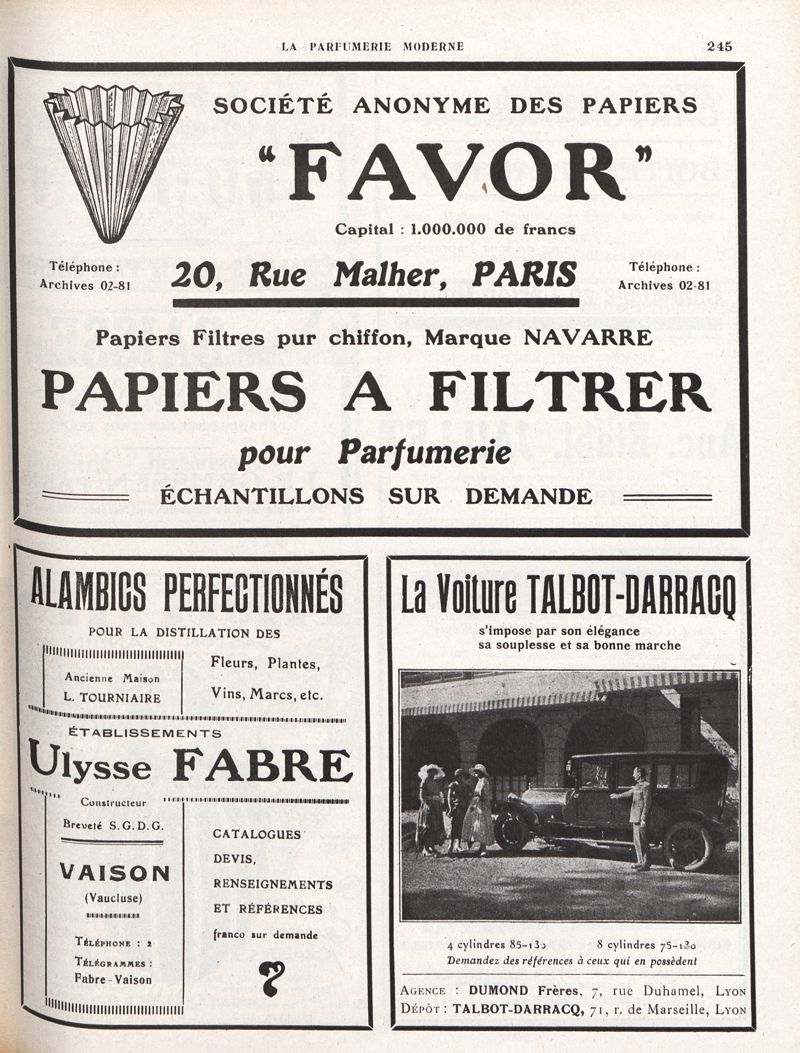 LA PARFUMERIE MODERNE
245
SOCIÉTÉ ANONYME DES PAPIERS
"FAVOR"
Capital : 1.000.000 de francs
Téléphone :
Archives 02-81
20, Rue Malher, PARIS
Téléphone :
Archives 02-81
Papiers Filtres pur chiffon, Marque NAVARRE
PAPIERS A FILTRER
pour Parfumerie
ÉCHANTILLONS SUR DEMANDE
ALAMBICS PERFECTIONNÉS
POUR LA DISTILLATION DES
Ancienne Maison
L. TOURNIAIRE
Fleurs, Plantes,
Vins, Marcs, etc.
ÉTABLISSEMENTS
Ulysse FABRE
Constructeur
Breveté S.G.D.G.
VAISON
(Vaucluse)
TÉLÉPHONE : 2
TÉLÉGRAMMES :
Fabre-Vaison
CATALOGUES
DEVIS,
RENSEIGNEMENTS
ET RÉFÉRENCES
franco sur demande
La Voiture TALBOT-DARRACQ
s'impose par son élégance
sa souplesse et sa bonne marche
4 cylindres 85-130 8 cylindres 75-130
Demandez des références à ceux qui en possèdent
AGENCE : DUMOND Frères, 7, rue Duhamel, LYON
DÉPÔT : TALBOT-DARRACQ, 71, r. de Marseille, LYON